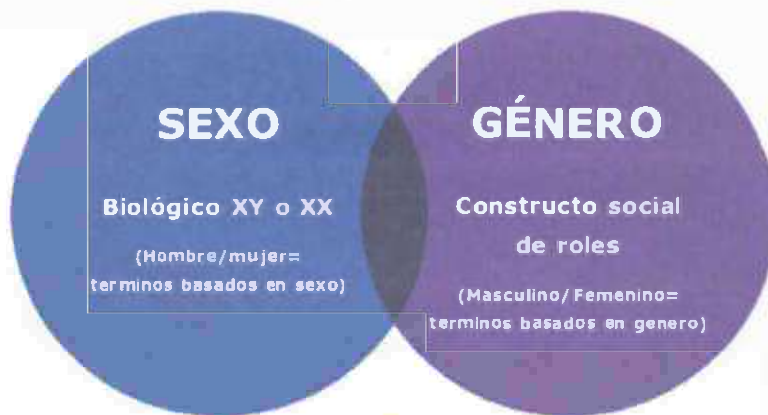 SEXO
Biológico XY o XX
(Hombre/mujer=
terminos basados en sexo)
GÉNERO
Constructo social
de roles
(Masculino/Femenino=
terminos basados en genero)